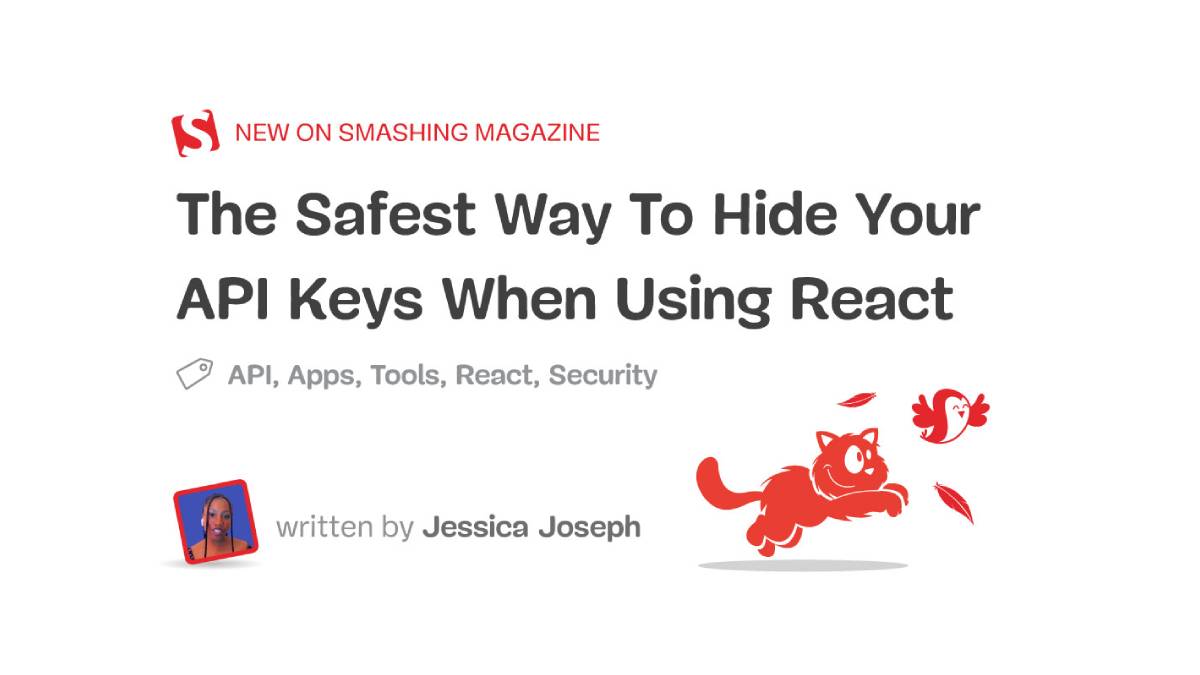 NEW ON SMASHING MAGAZINE
The Safest Way To Hide Your
API Keys When Using React
API, Apps, Tools, React, Security
written by Jessica Joseph